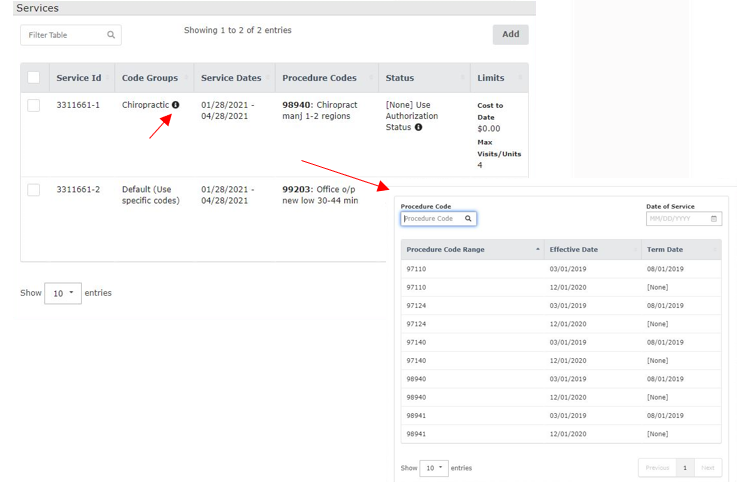 Services
Filter Table
Showing 1 to 2 of 2 entries
Add
Service Id Code Groups Service Dates Procedure Codes Status Limits
3311661-1 Chiropractic 01/28/2021 - 04/28/2021 98940: Chiropract manj 1-2 regions [None] Use Authorization Status Cost to Date $0.00 Max Visits/Units 4
3311661-2 Default (Use specific codes) 01/28/2021 - 04/28/2021 99203: Office o/p new low 30-44 min
Show 10 entries
Procedure Code Date of Service
Procedure Code MM/DD/YYYY
Procedure Code Range Effective Date Term Date
97110 03/01/2019 08/01/2019
97110 12/01/2020 [None]
97124 03/01/2019 08/01/2019
97124 12/01/2020 [None]
97140 03/01/2019 08/01/2019
97140 12/01/2020 [None]
98940 03/01/2019 08/01/2019
98940 12/01/2020 [None]
98941 03/01/2019 08/01/2019
98941 12/01/2020 [None]
Show 10 entries Previous 1 Next